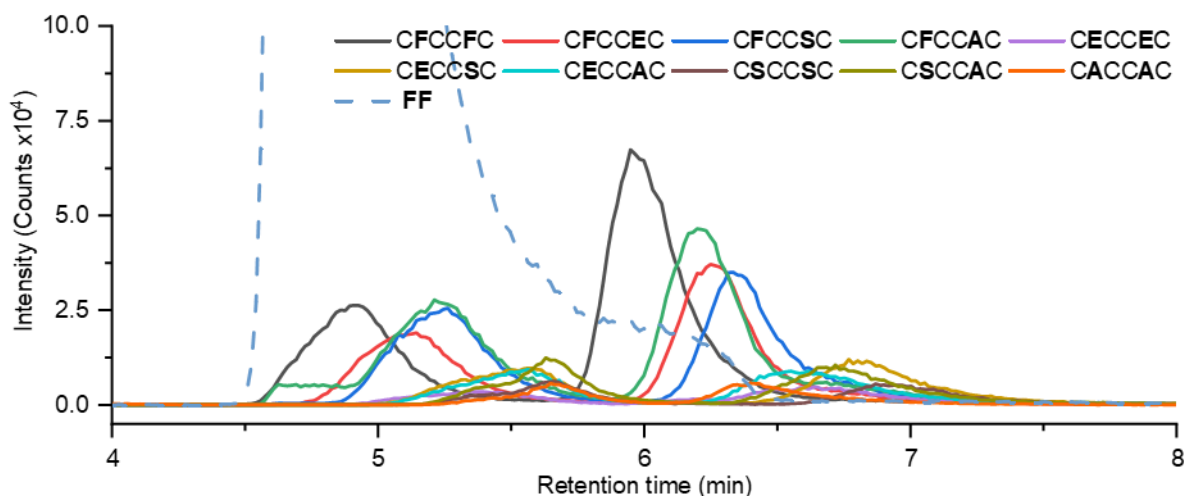 10.0
7.5
5.0
2.5
0.0
Intensity (Counts x10⁴)
CFCCFC CFCCEC CFCCSC CFCCAC CECCEC
CECCSC CECCAC CSCCSC CSCCAC CACCAC
FF
4 5 6 7 8
Retention time (min)